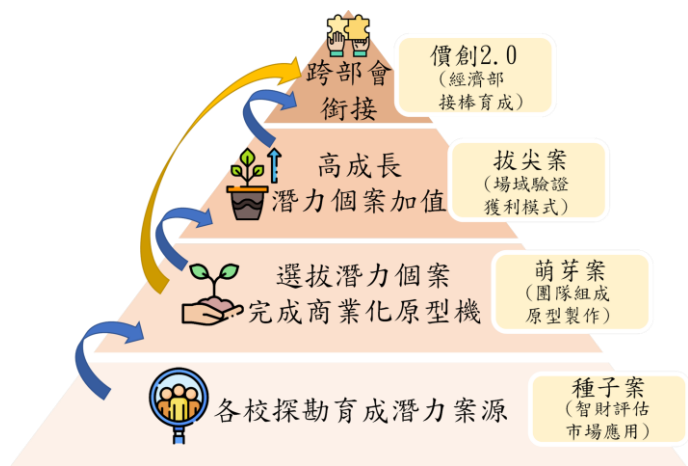 跨部會
銜接
價創2.0
(經濟部
接棒育成)
高成長
潛力個案加值
拔尖案
(場域驗證
獲利模式)
選拔潛力個案
完成商業化原型機
萌芽案
(團隊組成
原型製作)
各校探勘育成潛力案源
種子案
(智財評估
市場應用)